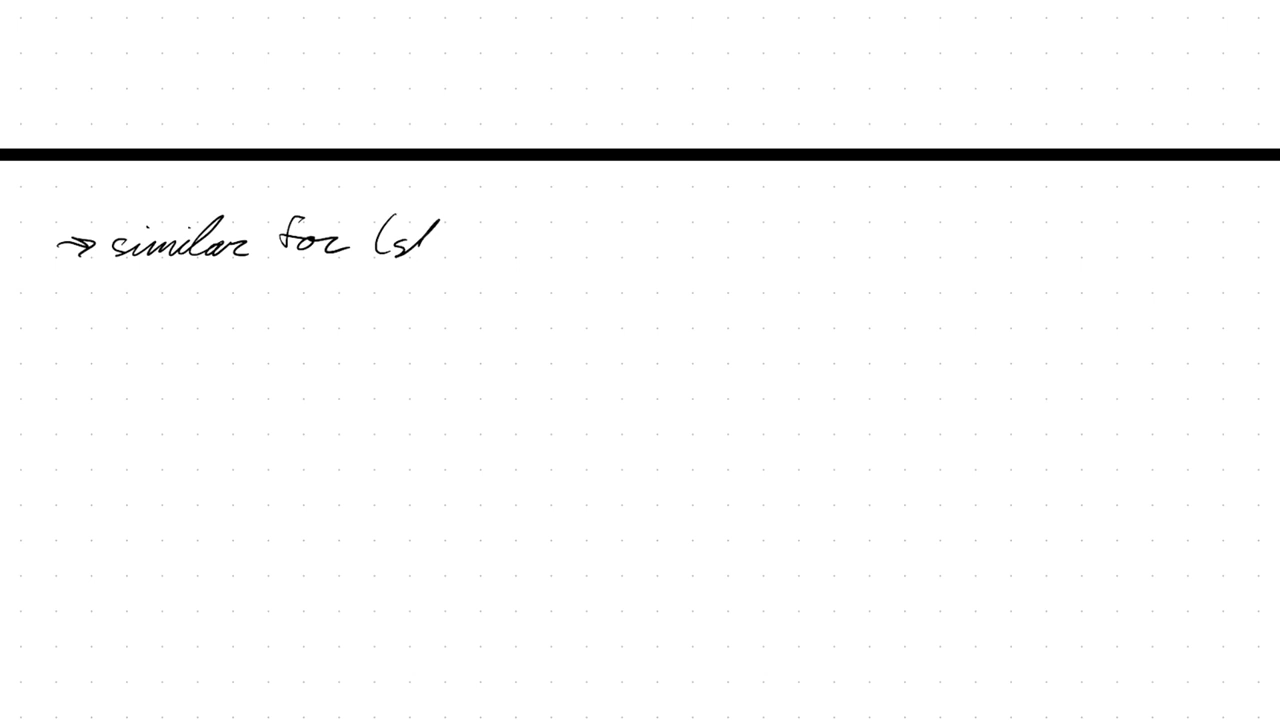 → similar for (s